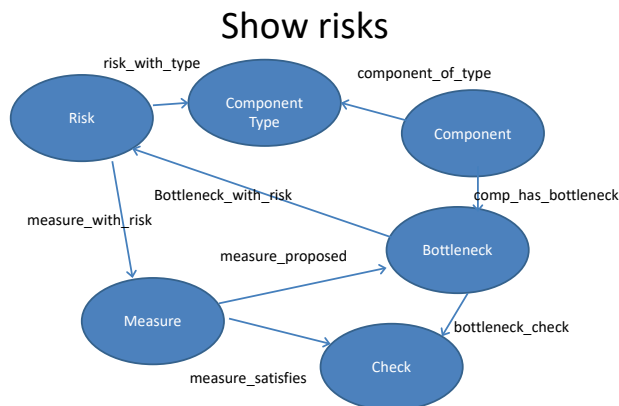 Show risks
risk_with_type
component_of_type
Component
Type
Risk
Component
Bottleneck_with_risk
comp_has_bottleneck
measure_with_risk
Bottleneck
measure_proposed
Measure
bottleneck_check
Check
measure_satisfies